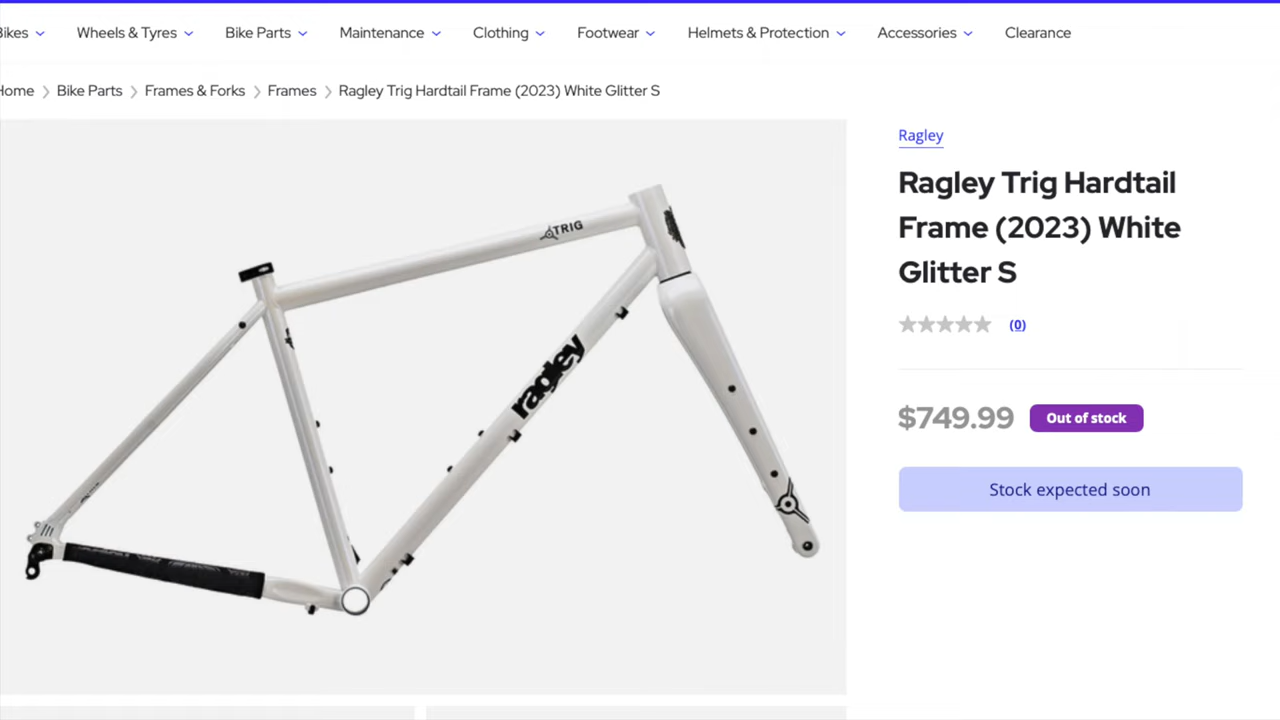 Bikes
Wheels & Tyres
Bike Parts
Maintenance
Clothing
Footwear
Helmets & Protection
Accessories
Clearance
Home
Bike Parts
Frames & Forks
Frames
Ragley Trig Hardtail Frame (2023) White Glitter S
TRIG
ragley
Ragley
Ragley Trig Hardtail
Frame (2023) White
Glitter S
(0)
$749.99
Out of stock
Stock expected soon